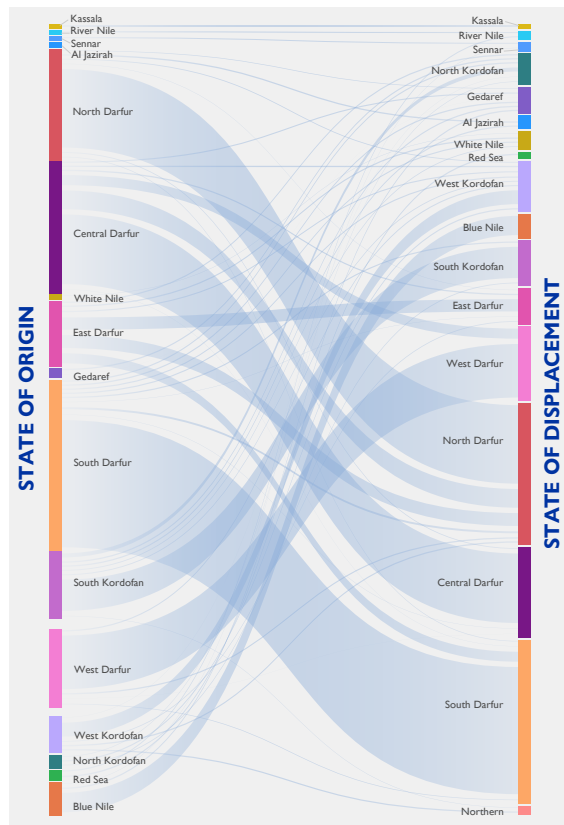 STATE OF ORIGIN
Kassala
River Nile
Sennar
Al Jazirah
North Darfur
Central Darfur
White Nile
East Darfur
Gedaref
South Darfur
South Kordofan
West Darfur
West Kordofan
North Kordofan
Red Sea
Blue Nile
Kassala
River Nile
Sennar
North Kordofan
Gedaref
Al Jazirah
White Nile
Red Sea
West Kordofan
Blue Nile
South Kordofan
East Darfur
West Darfur
North Darfur
Central Darfur
South Darfur
Northern
STATE OF DISPLACEMENT